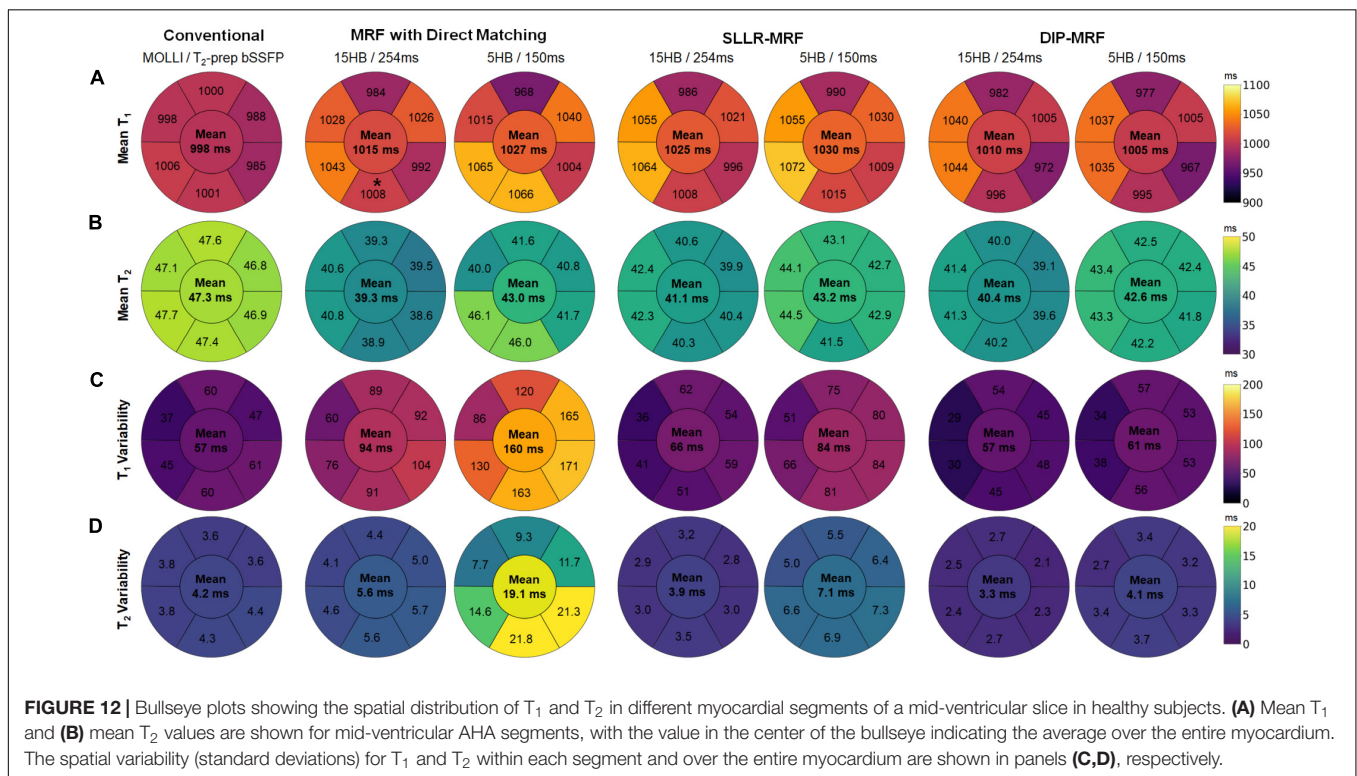 Conventional MRF with Direct Matching SLLR-MRF DIP-MRF
MOLLI / T2-prep bSSFP 15HB / 254ms 5HB / 150ms 15HB / 254ms 5HB / 150ms 15HB / 254ms 5HB / 150ms
A
Mean T1
1000
998 988
Mean
998 ms
1006 985
1001
984
1028 1026
Mean
1015 ms
1043 992
*
1008
968
1015 1040
Mean
1027 ms
1065 1004
1066
986
1055 1021
Mean
1025 ms
1064 996
1008
990
1055 1030
Mean
1030 ms
1072 1009
1015
982
1040 1005
Mean
1010 ms
1044 972
996
977
1037 1005
Mean
1005 ms
1035 967
995
ms
1100
1050
1000
950
900
B
Mean T2
47.6
47.1 46.8
Mean
47.3 ms
47.7 46.9
47.4
39.3
40.6 39.5
Mean
39.3 ms
40.8 38.6
38.9
41.6
40.0 40.8
Mean
43.0 ms
46.1 41.7
46.0
40.6
42.4 39.9
Mean
41.1 ms
42.3 40.4
40.3
43.1
44.1 42.7
Mean
43.2 ms
44.5 42.9
41.5
40.0
41.4 39.1
Mean
40.4 ms
41.3 39.6
40.2
42.5
43.4 42.4
Mean
42.6 ms
43.3 41.8
42.2
ms
50
45
40
35
30
C
T1 Variability
60
37 47
Mean
57 ms
45 61
60
89
60 92
Mean
94 ms
76 104
91
120
86 165
Mean
160 ms
130 171
163
62
36 54
Mean
66 ms
41 59
51
75
51 80
Mean
84 ms
66 84
81
54
29 45
Mean
57 ms
30 48
45
57
34 53
Mean
61 ms
38 53
56
ms
200
150
100
50
0
D
T2 Variability
3.6
3.8 3.6
Mean
4.2 ms
3.8 4.4
4.3
4.4
4.1 5.0
Mean
5.6 ms
4.6 5.7
5.6
9.3
7.7 11.7
Mean
19.1 ms
14.6 21.3
21.8
3.2
2.9 2.8
Mean
3.9 ms
3.0 3.0
3.5
5.5
5.0 6.4
Mean
7.1 ms
6.6 7.3
6.9
2.7
2.5 2.1
Mean
3.3 ms
2.4 2.3
2.7
3.4
2.7 3.2
Mean
4.1 ms
3.4 3.3
3.7
ms
20
15
10
5
0
FIGURE 12 | Bullseye plots showing the spatial distribution of T1 and T2 in different myocardial segments of a mid-ventricular slice in healthy subjects. (A) Mean T1
and (B) mean T2 values are shown for mid-ventricular AHA segments, with the value in the center of the bullseye indicating the average over the entire myocardium.
The spatial variability (standard deviations) for T1 and T2 within each segment and over the entire myocardium are shown in panels (C,D), respectively.